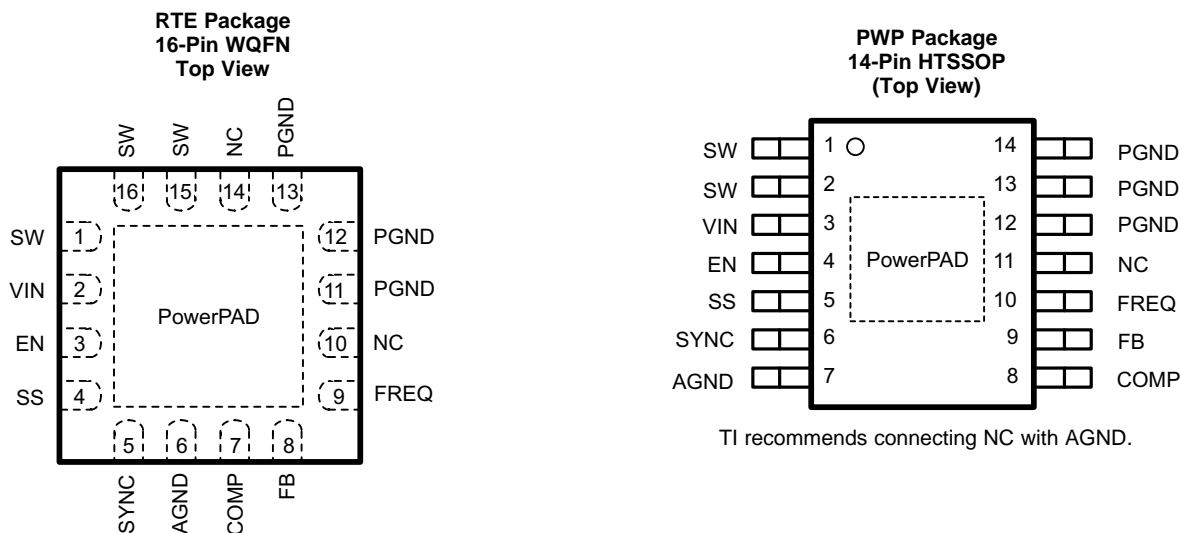 RTE Package
16-Pin WQFN
Top View
SW
SW
NC
PGND
16
15
14
13
SW 1
12 PGND
VIN 2
11 PGND
EN 3
10 NC
SS 4
9 FREQ
PowerPAD
5
6
7
8
SYNC
AGND
COMP
FB
PWP Package
14-Pin HTSSOP
(Top View)
SW 1
14 PGND
SW 2
13 PGND
VIN 3
12 PGND
EN 4
PowerPAD
11 NC
SS 5
10 FREQ
SYNC 6
9 FB
AGND 7
8 COMP
TI recommends connecting NC with AGND.